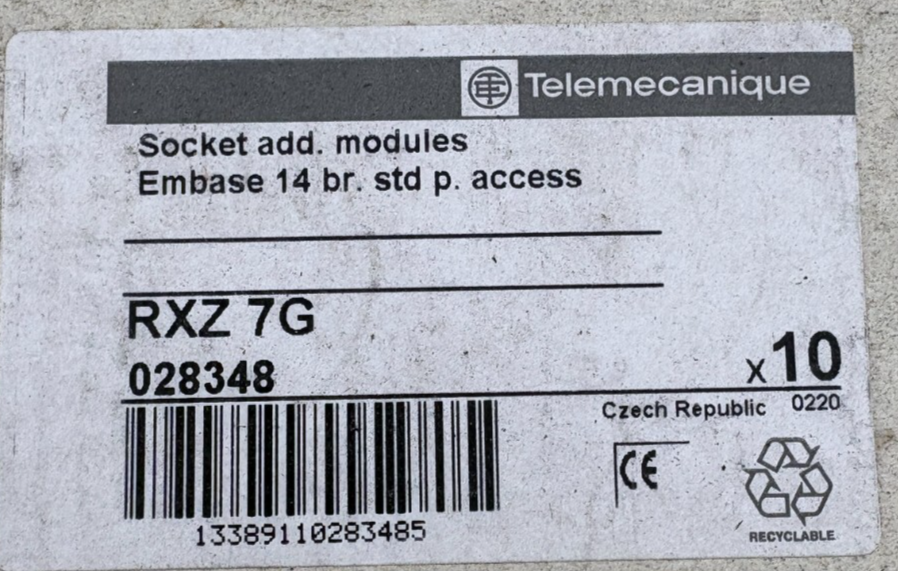 Telemecanique
Socket add. modules
Embase 14 br. std p. access
RXZ 7G
028348
x10
Czech Republic 0220
CE
13389110283485
RECYCLABLE